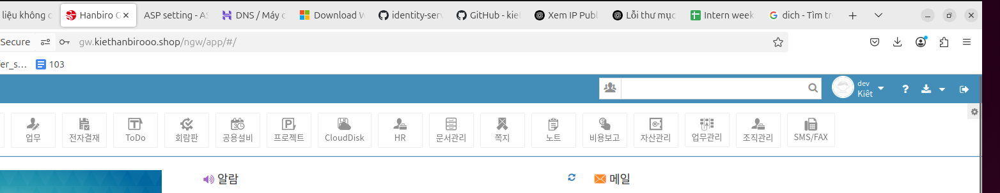 liệu không c
Hanbiro G
ASP setting - AS
DNS / Máy c
Download W
identity-serv
GitHub - kiet
Xem IP Publ
Lỗi thư mục
Intern week
dich - Tìm tr
Secure
gw.kiethanbirooo.shop/ngw/app/#/
fer_s...
103
dev
Kiêt
?
업무
전자결재
ToDo
회람판
공용설비
프로젝트
CloudDisk
HR
문서관리
쪽지
노트
비용보고
자산관리
업무관리
조직관리
SMS/FAX
알람
메일